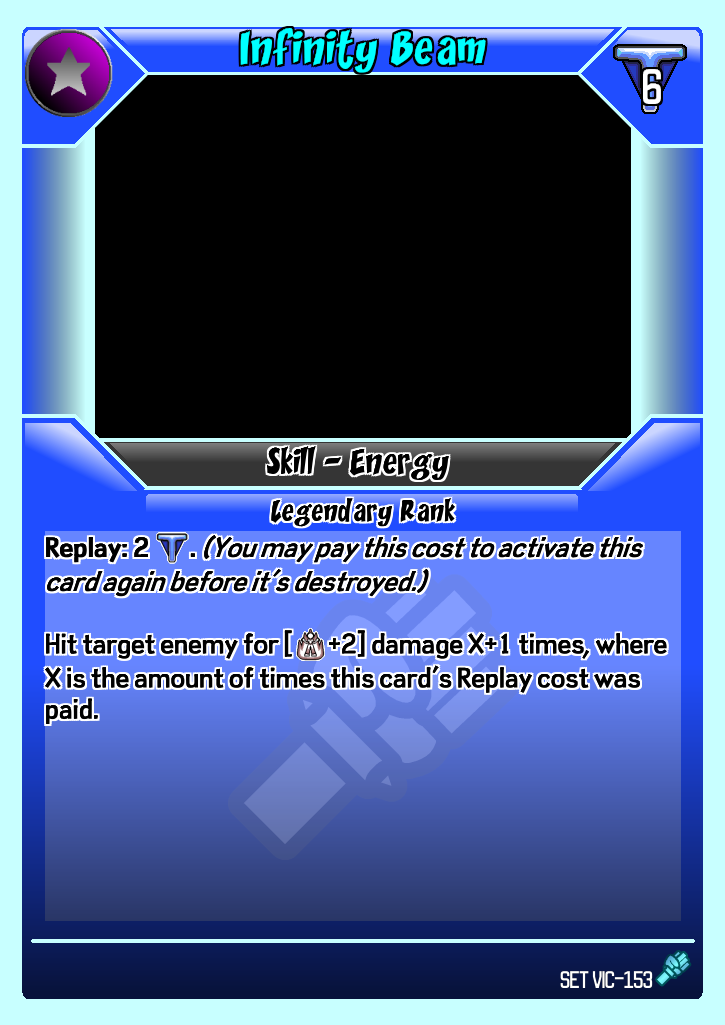 Infinity Beam
6
Skill - Energy
Legendary Rank
Replay: 2 . (You may pay this cost to activate this
card again before it's destroyed.)
Hit target enemy for [ +2] damage X+1 times, where
X is the amount of times this card's Replay cost was
paid.
SET VIC-153